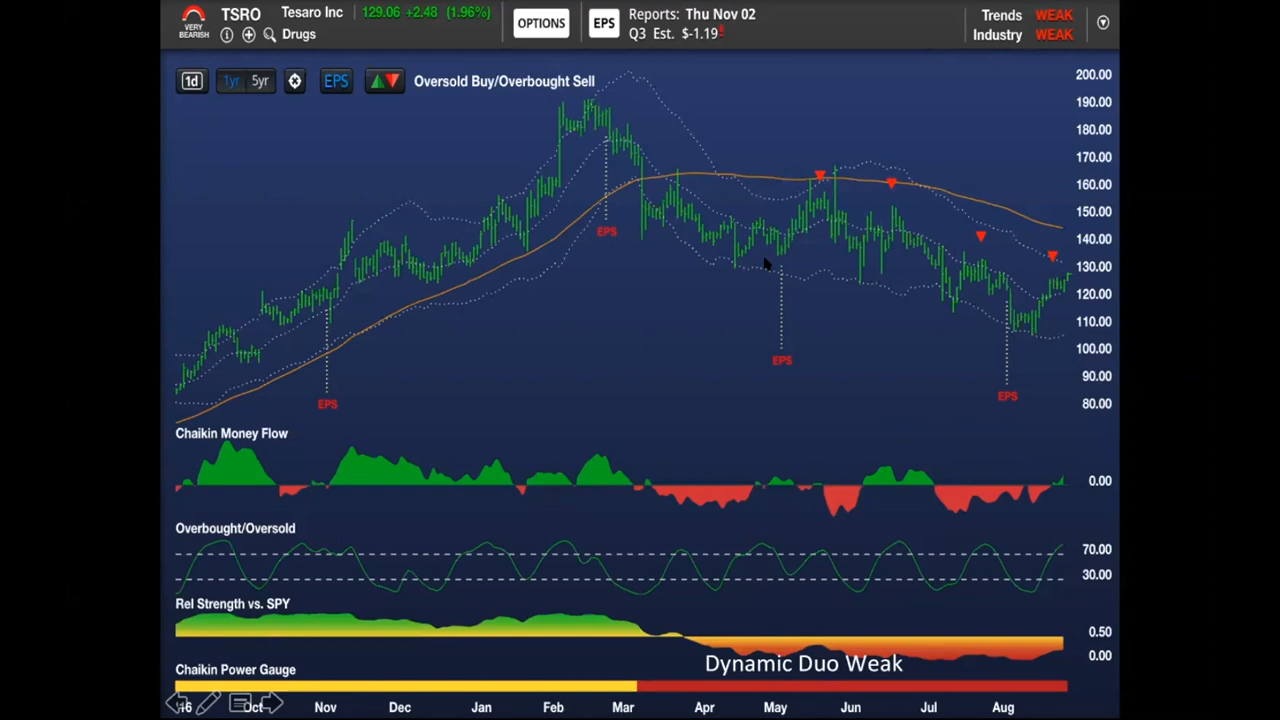 TSRO Tesaro Inc 129.06 +2.48 (1.96%)
VERY BEARISH
Drugs
OPTIONS
EPS
Reports: Thu Nov 02
Q3 Est. $-1.19
Trends WEAK
Industry WEAK
1d 1yr 5yr EPS Oversold Buy/Overbought Sell
200.00
190.00
180.00
170.00
160.00
150.00
140.00
130.00
120.00
110.00
100.00
90.00
80.00
EPS
EPS
EPS
EPS
Chaikin Money Flow
0.00
Overbought/Oversold
70.00
30.00
Rel Strength vs. SPY
0.50
0.00
Dynamic Duo Weak
Chaikin Power Gauge
'16 Oct Nov Dec Jan Feb Mar Apr May Jun Jul Aug